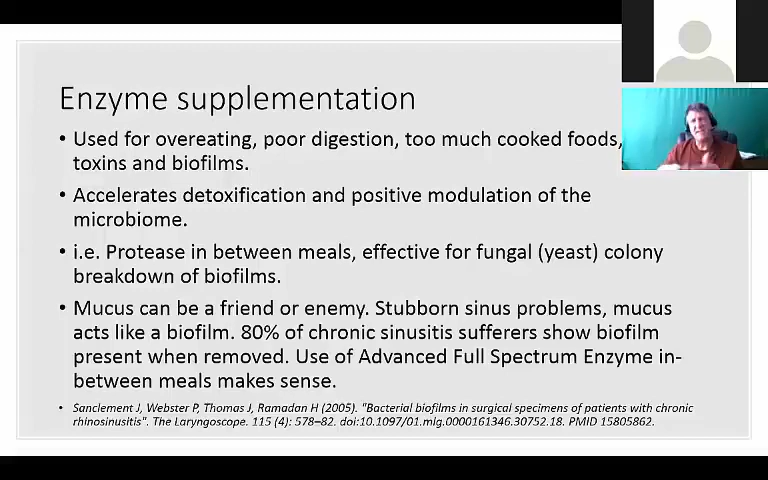 Enzyme supplementation
• Used for overeating, poor digestion, too much cooked foods,
toxins and biofilms.
• Accelerates detoxification and positive modulation of the
microbiome.
• i.e. Protease in between meals, effective for fungal (yeast) colony
breakdown of biofilms.
• Mucus can be a friend or enemy. Stubborn sinus problems, mucus
acts like a biofilm. 80% of chronic sinusitis sufferers show biofilm
present when removed. Use of Advanced Full Spectrum Enzyme in-
between meals makes sense.
• Sanclement J, Webster P, Thomas J, Ramadan H (2005). "Bacterial biofilms in surgical specimens of patients with chronic
rhinosinusitis". The Laryngoscope. 115 (4): 578–82. doi:10.1097/01.mlg.0000161346.30752.18. PMID 15805862.